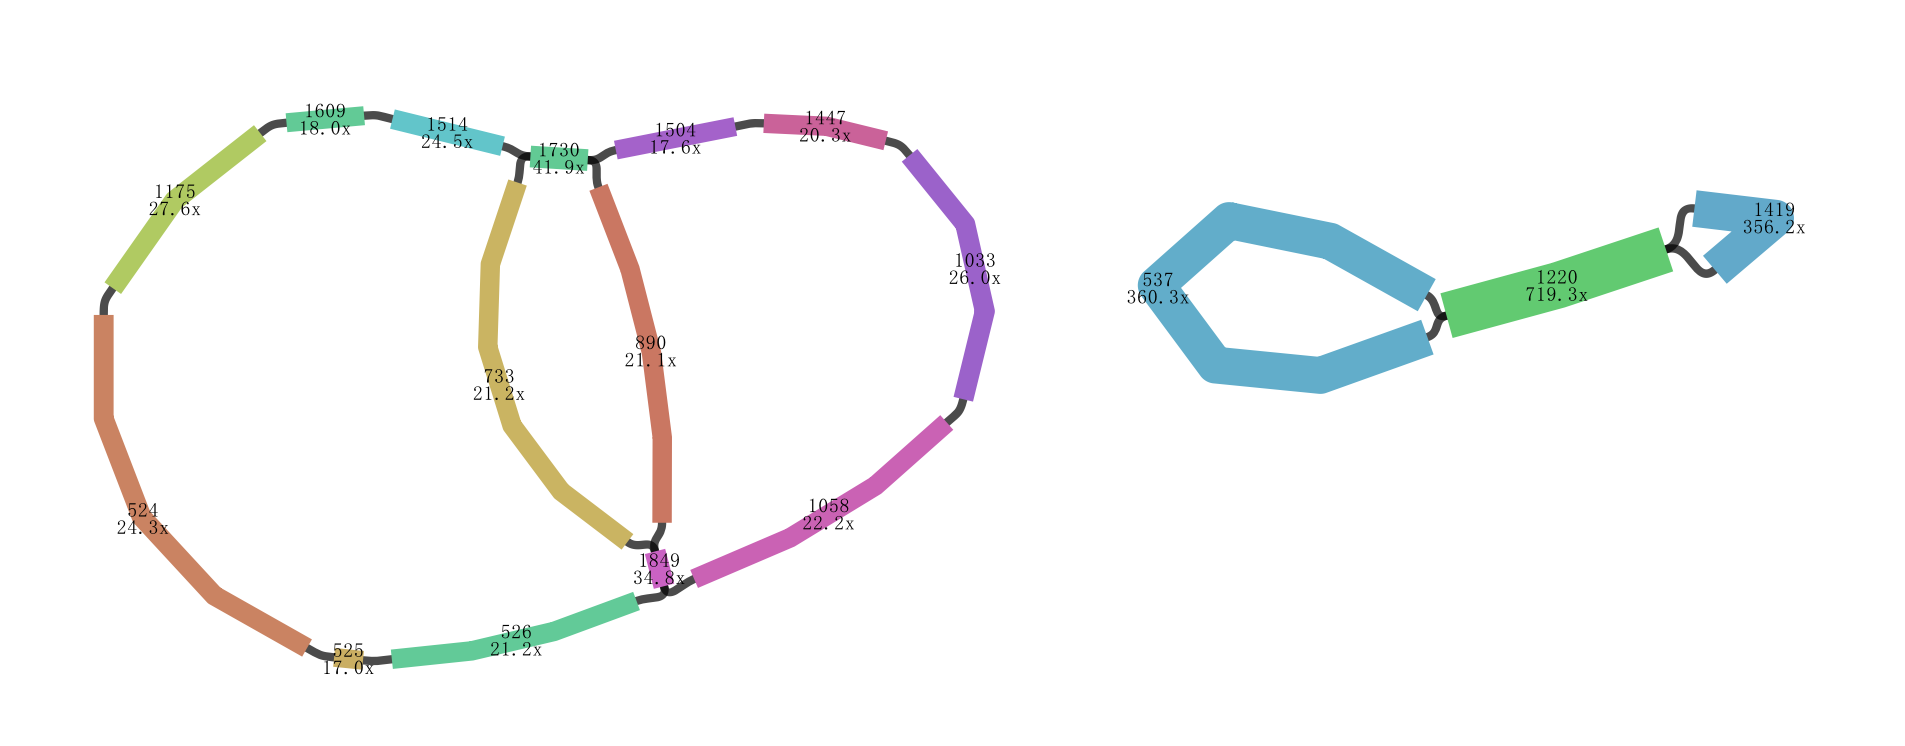 1609
18.0x
1514
24.5x
1730
41.9x
1504
17.6x
1447
20.3x
1175
27.6x
1033
26.0x
890
21.1x
733
21.2x
524
24.3x
1058
22.2x
1849
34.8x
526
21.2x
525
17.0x
537
360.3x
1220
719.3x
1419
356.2x